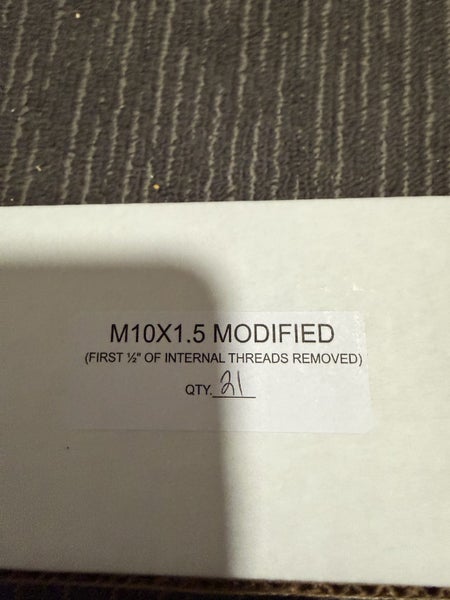 M10X1.5 MODIFIED
(FIRST ½" OF INTERNAL THREADS REMOVED)
QTY. 21